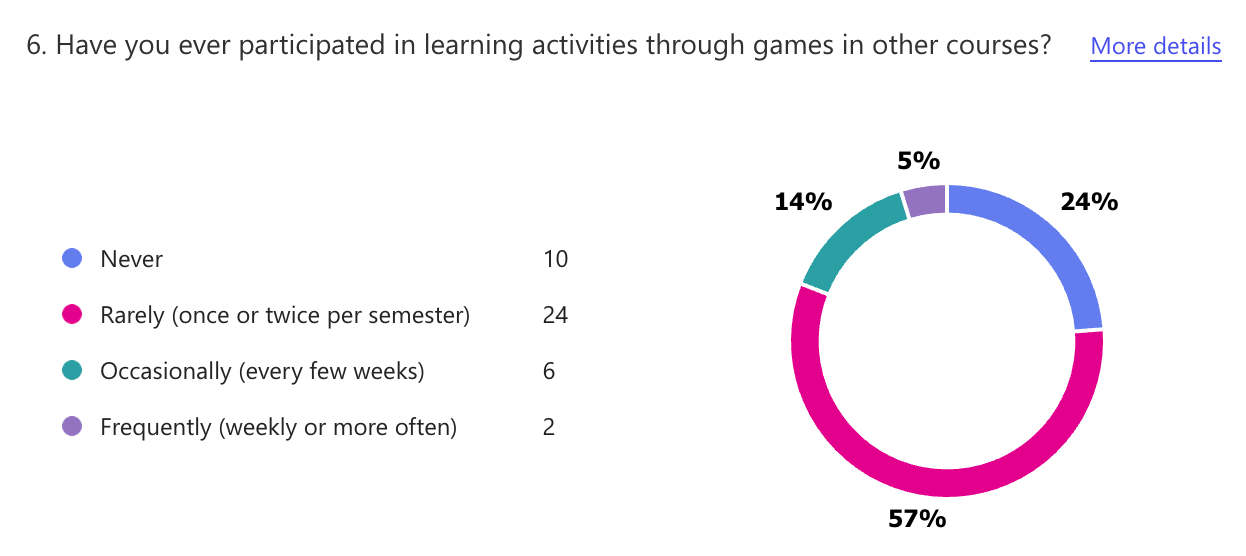 6. Have you ever participated in learning activities through games in other courses? More details
5%
14% 24%
Never 10
Rarely (once or twice per semester) 24
Occasionally (every few weeks) 6
Frequently (weekly or more often) 2
57%